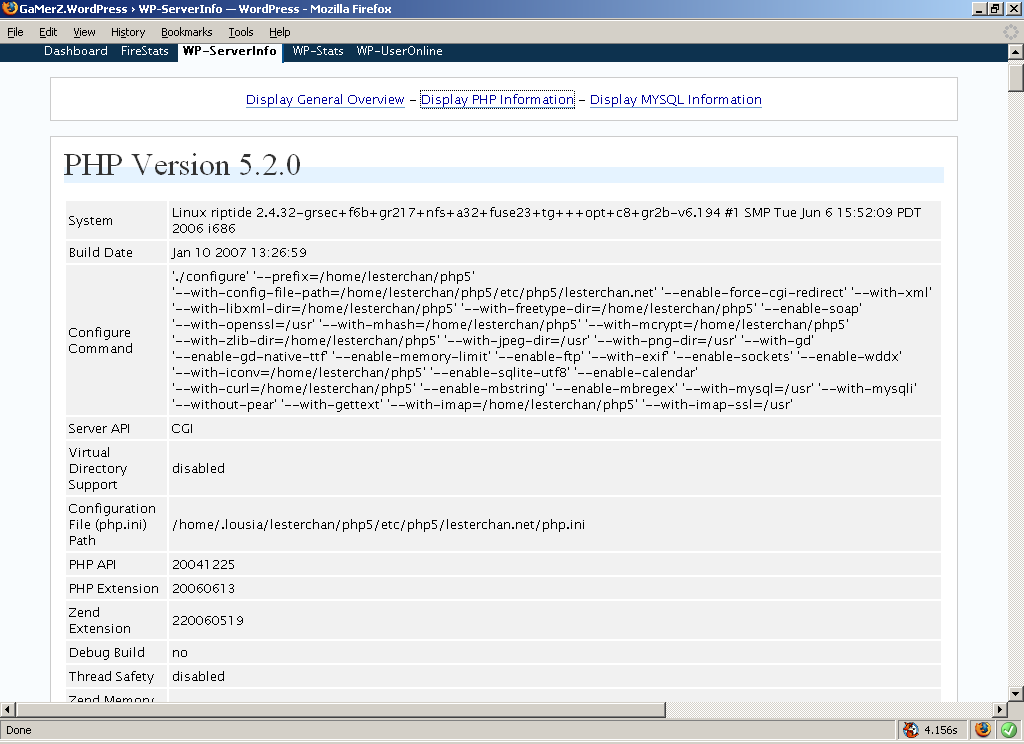 GaMerZ.WordPress › WP-ServerInfo — WordPress - Mozilla Firefox
File Edit View History Bookmarks Tools Help
Dashboard FireStats WP-ServerInfo WP-Stats WP-UserOnline
Display General Overview - Display PHP Information - Display MYSQL Information
PHP Version 5.2.0
System
Linux riptide 2.4.32-grsec+f6b+gr217+nfs+a32+fuse23+tg+++opt+c8+gr2b-v6.194 #1 SMP Tue Jun 6 15:52:09 PDT
2006 i686
Build Date
Jan 10 2007 13:26:59
Configure
Command
'./configure' '--prefix=/home/lesterchan/php5'
'--with-config-file-path=/home/lesterchan/php5/etc/php5/lesterchan.net' '--enable-force-cgi-redirect' '--with-xml'
'--with-libxml-dir=/home/lesterchan/php5' '--with-freetype-dir=/home/lesterchan/php5' '--enable-soap'
'--with-openssl=/usr' '--with-mhash=/home/lesterchan/php5' '--with-mcrypt=/home/lesterchan/php5'
'--with-zlib-dir=/home/lesterchan/php5' '--with-jpeg-dir=/usr' '--with-png-dir=/usr' '--with-gd'
'--enable-gd-native-ttf' '--enable-memory-limit' '--enable-ftp' '--with-exif' '--enable-sockets' '--enable-wddx'
'--with-iconv=/home/lesterchan/php5' '--enable-sqlite-utf8' '--enable-calendar'
'--with-curl=/home/lesterchan/php5' '--enable-mbstring' '--enable-mbregex' '--with-mysql=/usr' '--with-mysqli'
'--without-pear' '--with-gettext' '--with-imap=/home/lesterchan/php5' '--with-imap-ssl=/usr'
Server API
CGI
Virtual
Directory
Support
disabled
Configuration
File (php.ini)
Path
/home/.lousia/lesterchan/php5/etc/php5/lesterchan.net/php.ini
PHP API
20041225
PHP Extension
20060613
Zend
Extension
220060519
Debug Build
no
Thread Safety
disabled
Zend Memory
Done
4.156s